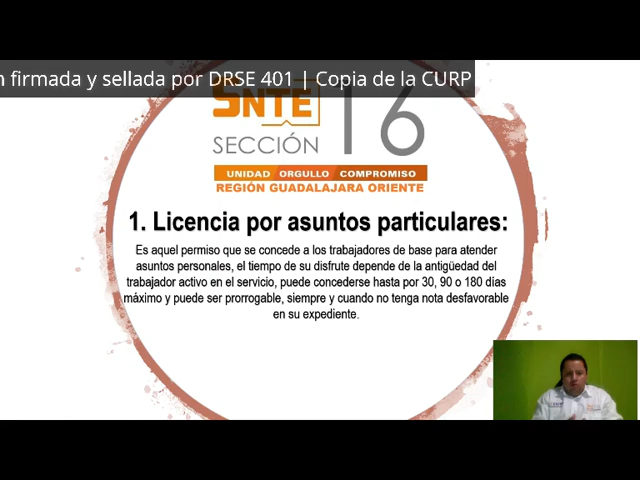 n firmada y sellada por DRSE 401 | Copia de la CURP
SNTE 16
SECCIÓN
UNIDAD ORGULLO COMPROMISO
REGIÓN GUADALAJARA ORIENTE
1. Licencia por asuntos particulares:
Es aquel permiso que se concede a los trabajadores de base para atender
asuntos personales, el tiempo de su disfrute depende de la antigüedad del
trabajador activo en el servicio, puede concederse hasta por 30, 90 o 180 días
máximo y puede ser prorrogable, siempre y cuando no tenga nota desfavorable
en su expediente.